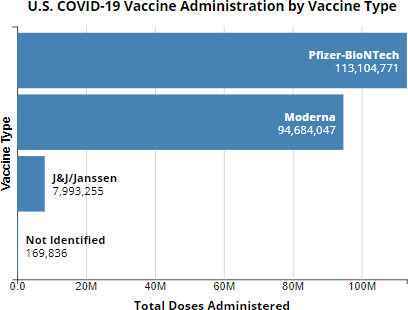 U.S. COVID-19 Vaccine Administration by Vaccine Type
Vaccine Type
Pfizer-BioNTech
113,104,771
Moderna
94,684,047
J&J/Janssen
7,993,255
Not Identified
169,836
0.0 20M 40M 60M 80M 100M
Total Doses Administered